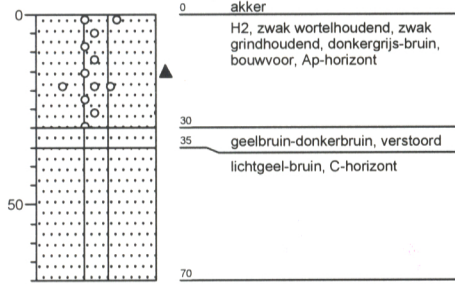 0
0 akker
H2, zwak wortelhoudend, zwak
grindhoudend, donkergrijs-bruin,
bouwvoor, Ap-horizont
30
35 geelbruin-donkerbruin, verstoord
lichtgeel-bruin, C-horizont
50
70